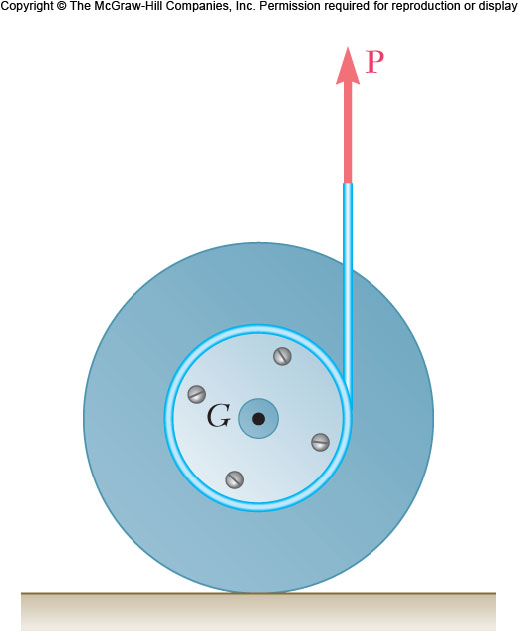 Copyright © The McGraw-Hill Companies, Inc. Permission required for reproduction or display
P
G